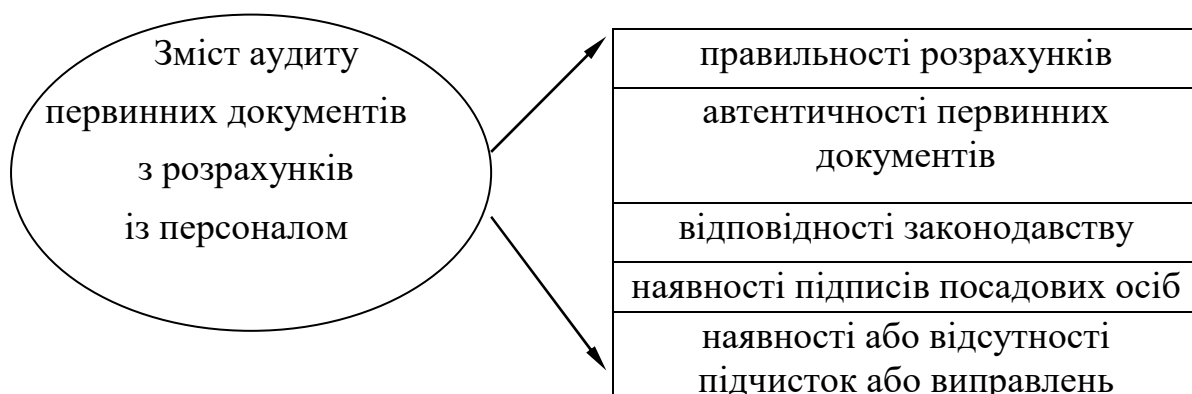 Зміст аудиту
первинних документів
з розрахунків
із персоналом
правильності розрахунків
автентичності первинних
документів
відповідності законодавству
наявності підписів посадових осіб
наявності або відсутності
підчисток або виправлень